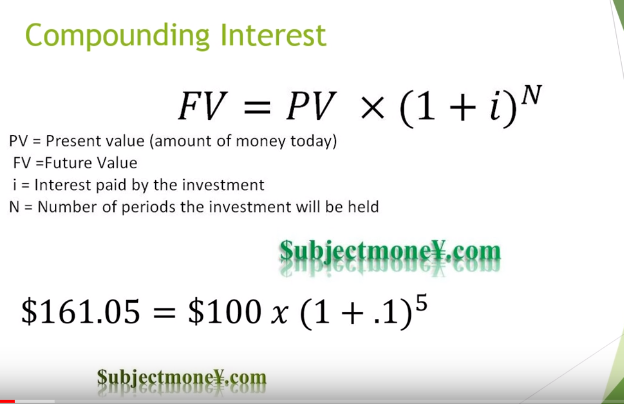 Compounding Interest
FV = PV × (1 + i)^N
PV = Present value (amount of money today)
FV =Future Value
i = Interest paid by the investment
N = Number of periods the investment will be held
$ubjectmone¥.com
$161.05 = $100 x (1 + .1)^5
$ubjectmone¥.com